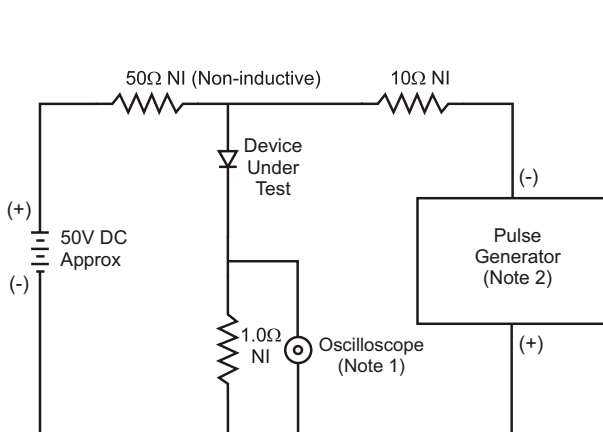 50Ω NI (Non-inductive)
10Ω NI
Device
Under
Test
(-)
(+)
50V DC
Approx
(-)
Pulse
Generator
(Note 2)
1.0Ω
NI
Oscilloscope
(Note 1)
(+)